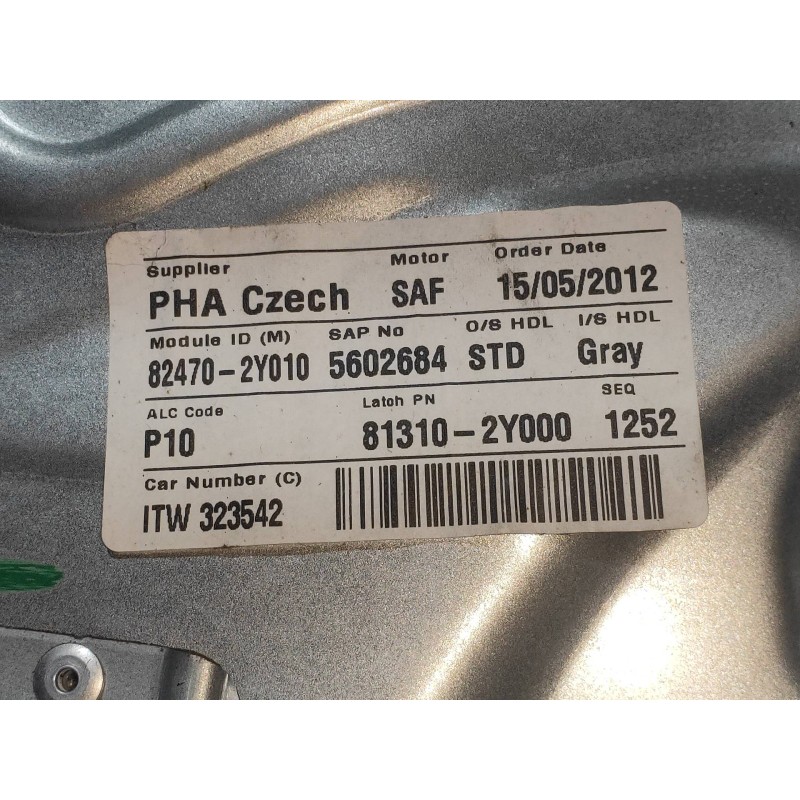 Supplier Motor Order Date
PHA Czech SAF 15/05/2012
Module ID (M) SAP No O/S HDL I/S HDL
82470-2Y010 5602684 STD Gray
ALC Code Latch PN SEQ
P10 81310-2Y000 1252
Car Number (C)
ITW 323542